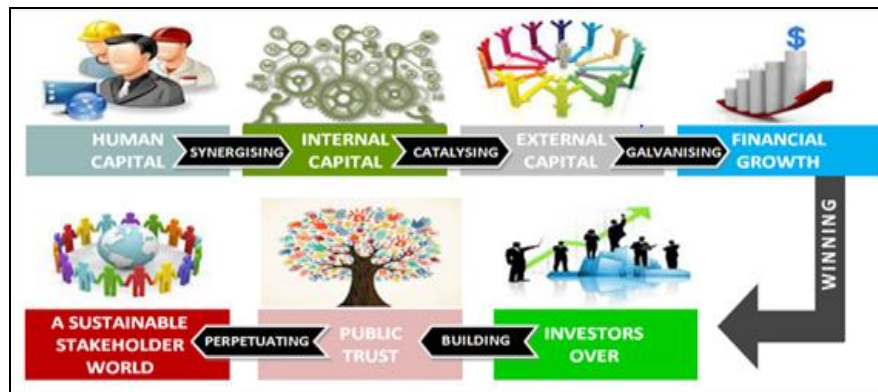 $
HUMAN
CAPITAL
SYNERGISING
INTERNAL
CAPITAL
CATALYSING
EXTERNAL
CAPITAL
GALVANISING
FINANCIAL
GROWTH
WINNING
INVESTORS
OVER
BUILDING
PUBLIC
TRUST
PERPETUATING
A SUSTAINABLE
STAKEHOLDER
WORLD